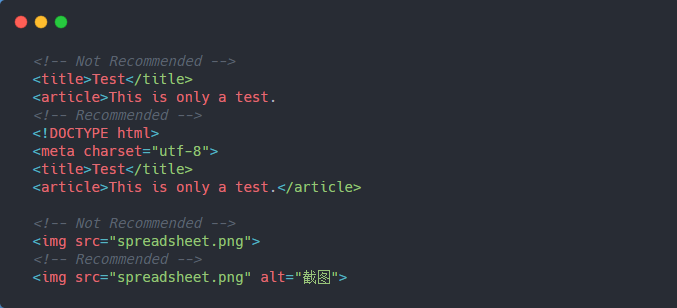 <!-- Not Recommended -->
<title>Test</title>
<article>This is only a test.
<!-- Recommended -->
<!DOCTYPE html>
<meta charset="utf-8">
<title>Test</title>
<article>This is only a test.</article>
<!-- Not Recommended -->
<img src="spreadsheet.png">
<!-- Recommended -->
<img src="spreadsheet.png" alt="截图">